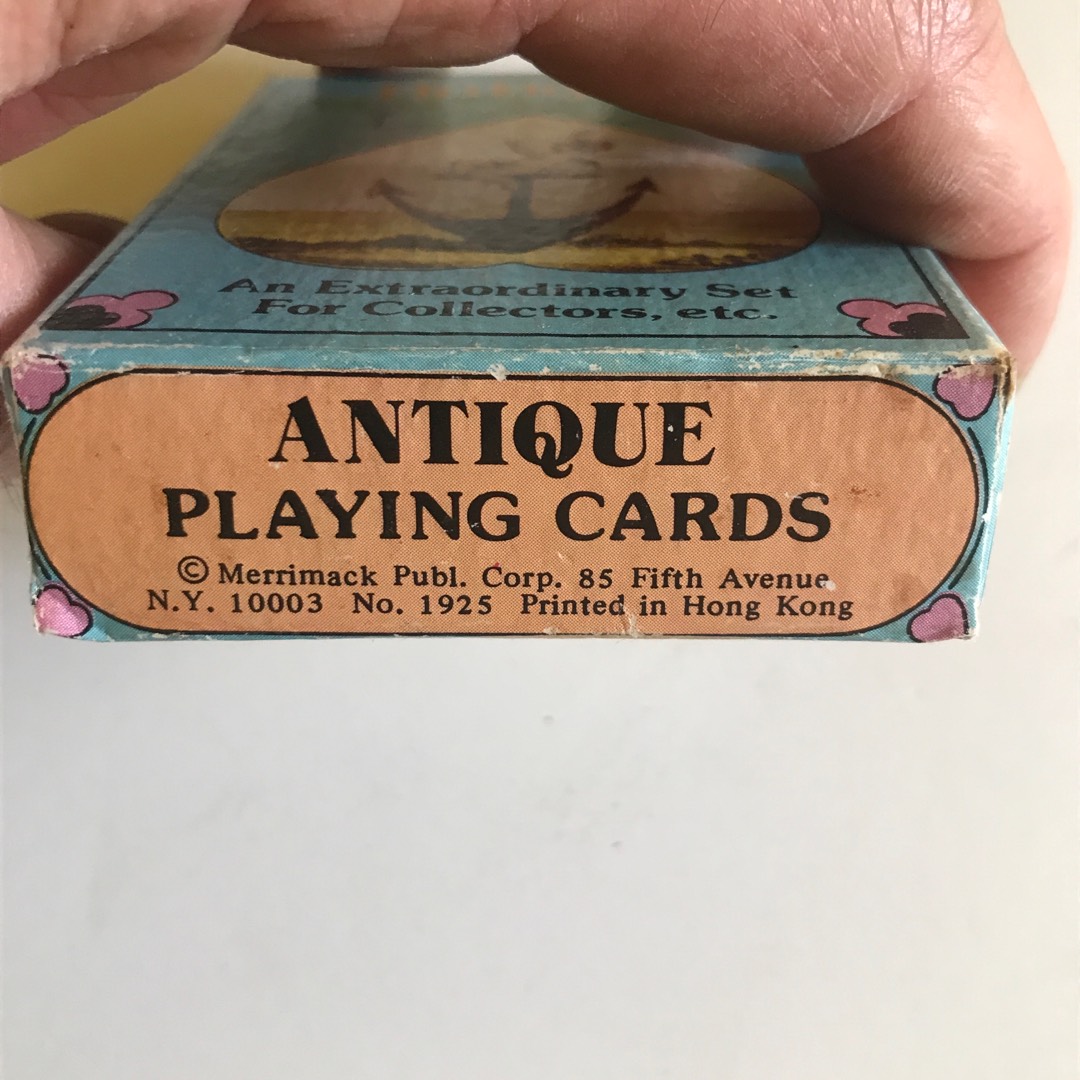 An Extraordinary Set
For Collectors, etc.
ANTIQUE
PLAYING CARDS
© Merrimack Publ. Corp. 85 Fifth Avenue
N.Y. 10003 No. 1925 Printed in Hong Kong